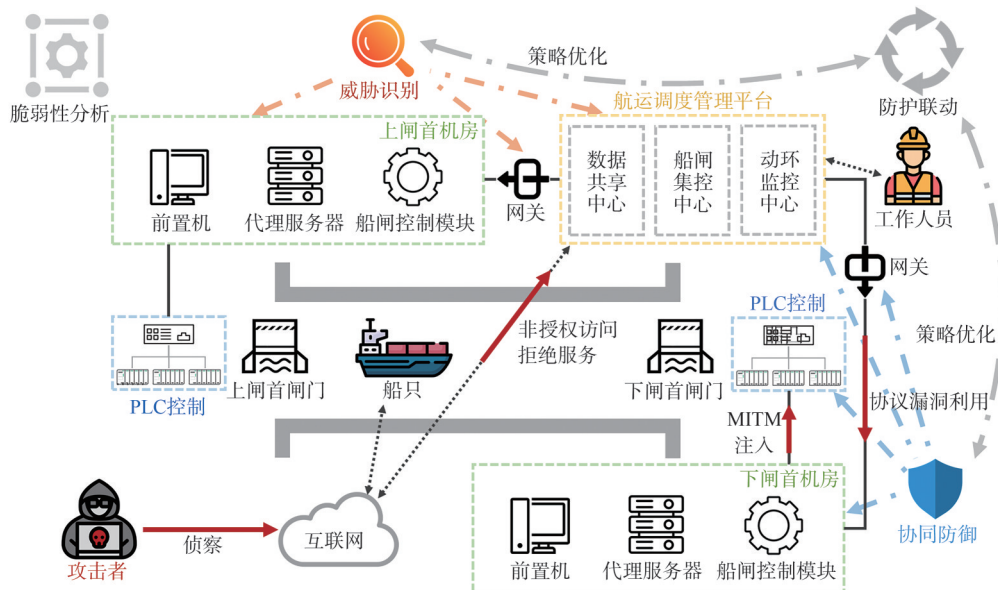 脆弱性分析
威胁识别
策略优化
防护联动
航运调度管理平台
上闸首机房
前置机
代理服务器
船闸控制模块
网关
数据
共享
中心
船闸
集控
中心
动环
监控
中心
工作人员
网关
PLC控制
上闸首闸门
船只
非授权访问
拒绝服务
下闸首闸门
PLC控制
策略优化
协议漏洞利用
MITM
注入
下闸首机房
攻击者
侦察
互联网
前置机
代理服务器
船闸控制模块
协同防御